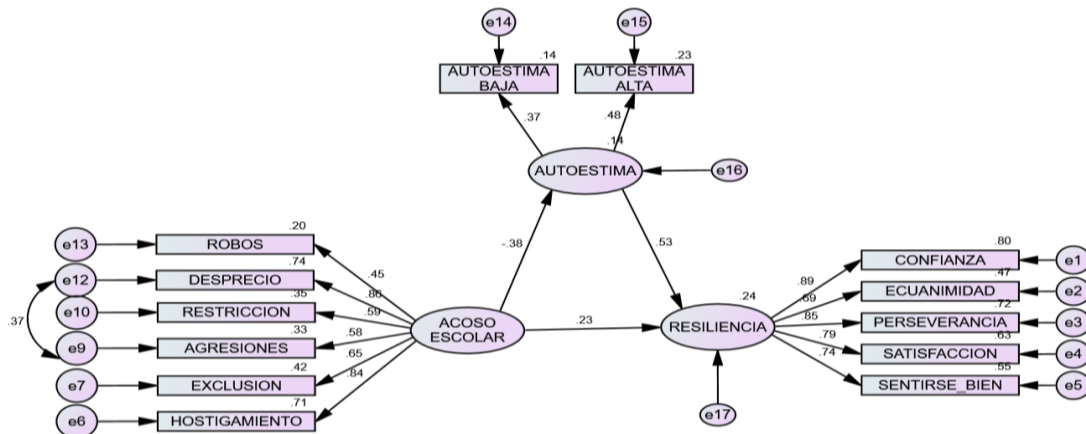 e14
e15
.14
.23
AUTOESTIMA
BAJA
AUTOESTIMA
ALTA
.37
.48
.14
AUTOESTIMA
e16
-.38
.53
e13
.20
ROBOS
e12
.74
DESPRECIO
.37
e10
.35
RESTRICCION
e9
.33
AGRESIONES
e7
.42
EXCLUSION
e6
.71
HOSTIGAMIENTO
.45
.86
.59
.58
.65
.84
ACOSO
ESCOLAR
.23
.24
RESILIENCIA
e17
.89
.69
.85
.79
.74
.80
CONFIANZA
e1
.47
ECUANIMIDAD
e2
.72
PERSEVERANCIA
e3
.63
SATISFACCION
e4
.55
SENTIRSE_BIEN
e5